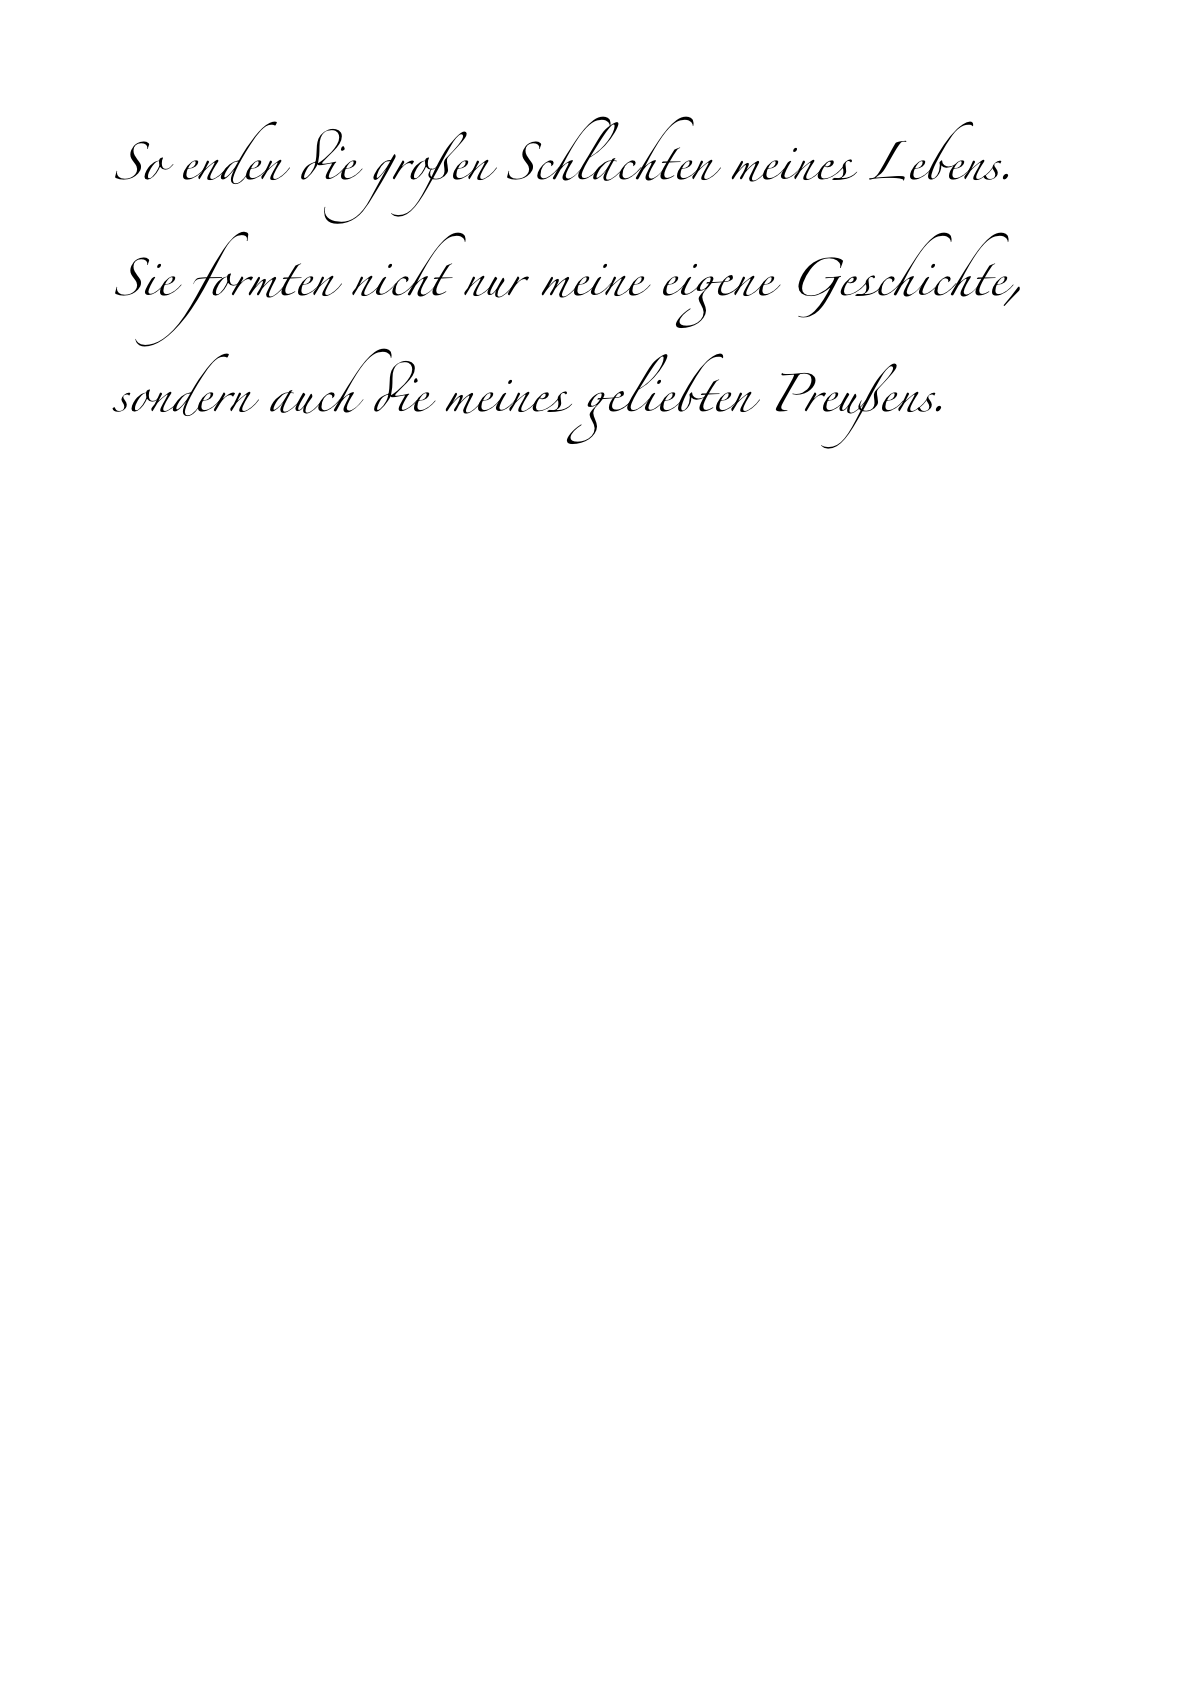 So enden die großen Schlachten meines Lebens.
Sie formten nicht nur meine eigene Geschichte,
sondern auch die meines geliebten Preußens.